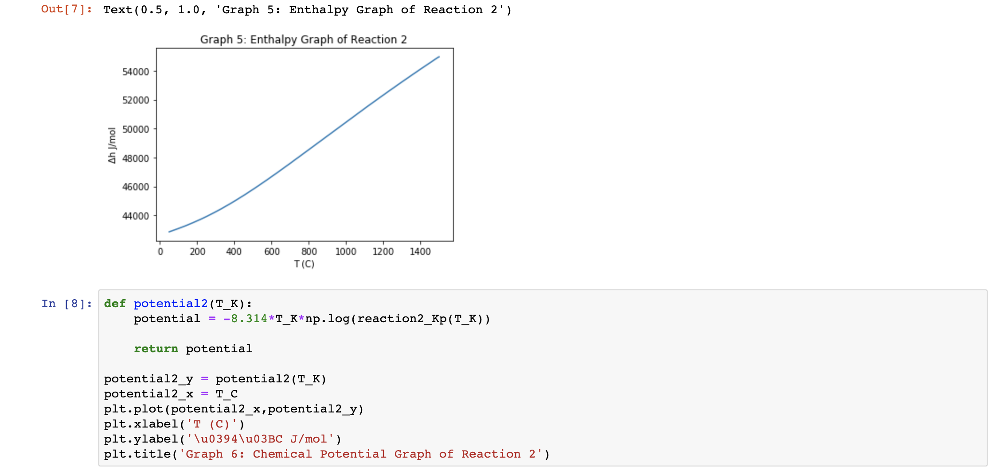 Out[7]: Text(0.5, 1.0, 'Graph 5: Enthalpy Graph of Reaction 2')
Graph 5: Enthalpy Graph of Reaction 2
54000
52000
50000
48000
46000
44000
Δh J/mol
0 200 400 600 800 1000 1200 1400
T (C)
In [8]: def potential2(T_K):
    potential = -8.314*T_K*np.log(reaction2_Kp(T_K))
    return potential
potential2_y = potential2(T_K)
potential2_x = T_C
plt.plot(potential2_x,potential2_y)
plt.xlabel('T (C)')
plt.ylabel('\u0394\u03BC J/mol')
plt.title('Graph 6: Chemical Potential Graph of Reaction 2')